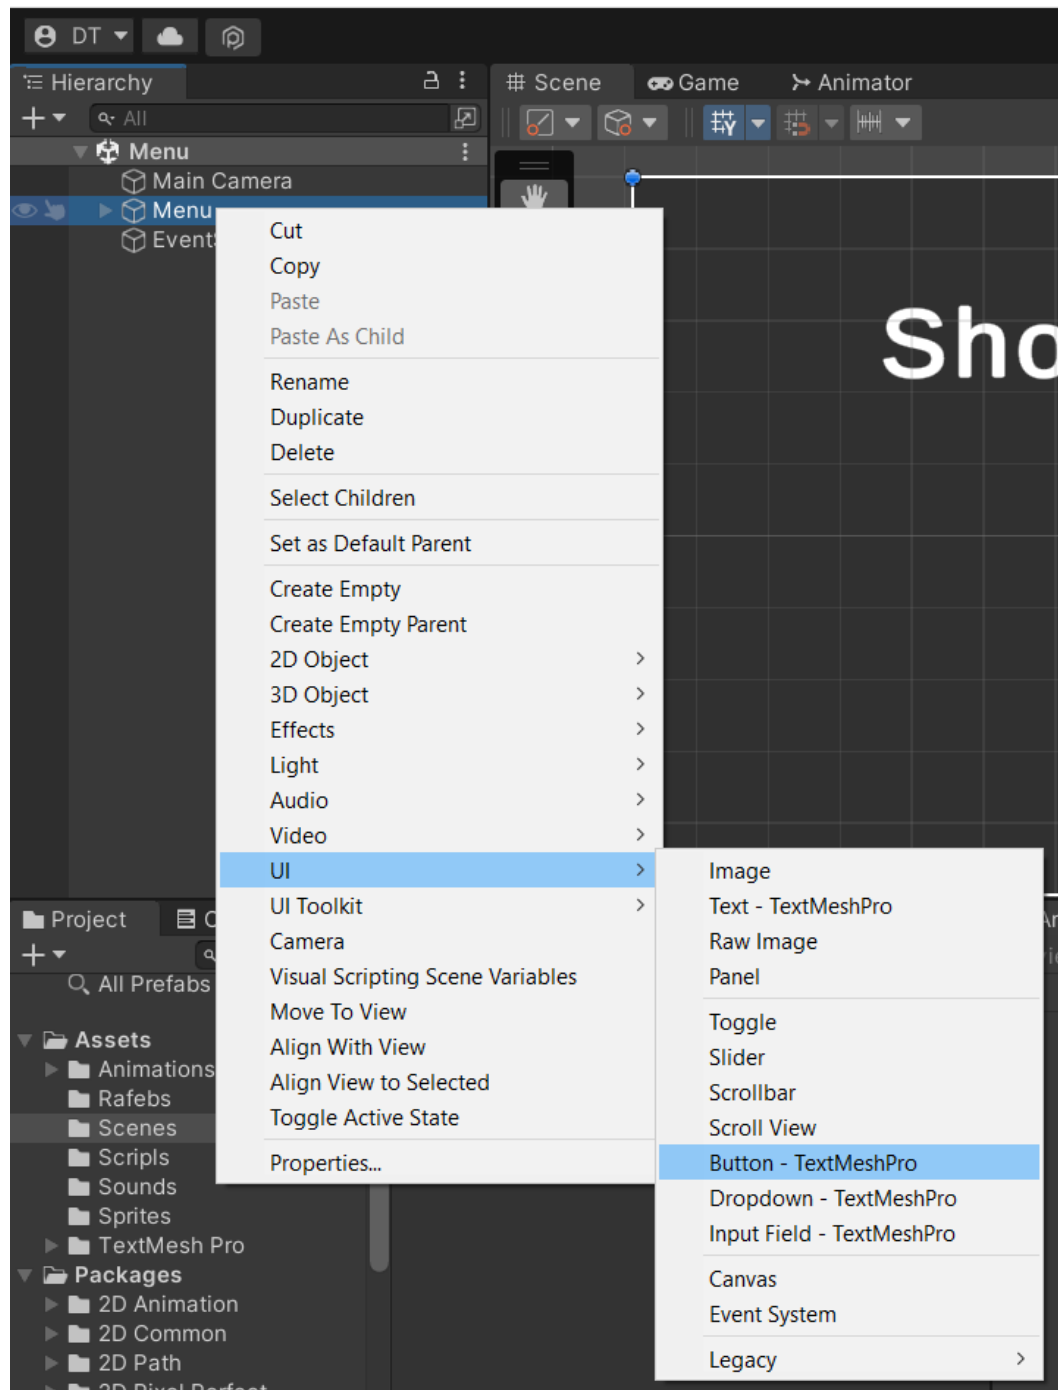 DT
Hierarchy
Scene
Game
Animator
All
Menu
Main Camera
Menu
Event
Sho
Cut
Copy
Paste
Paste As Child
Rename
Duplicate
Delete
Select Children
Set as Default Parent
Create Empty
Create Empty Parent
2D Object
3D Object
Effects
Light
Audio
Video
UI
UI Toolkit
Camera
Visual Scripting Scene Variables
Move To View
Align With View
Align View to Selected
Toggle Active State
Properties...
Image
Text - TextMeshPro
Raw Image
Panel
Toggle
Slider
Scrollbar
Scroll View
Button - TextMeshPro
Dropdown - TextMeshPro
Input Field - TextMeshPro
Canvas
Event System
Legacy
Project
All Prefabs
Assets
Animations
Rafebs
Scenes
Scripls
Sounds
Sprites
TextMesh Pro
Packages
2D Animation
2D Common
2D Path
2D Pixel Perfect